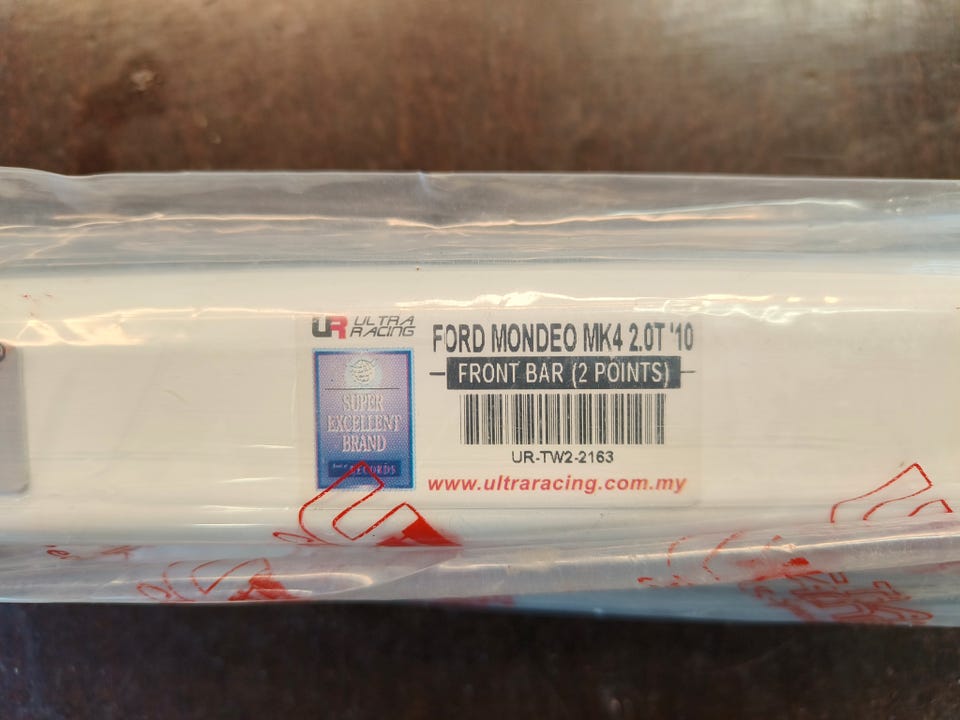 UR ULTRA
RACING
FORD MONDEO MK4 2.0T '10
FRONT BAR (2 POINTS)
SUPER
EXCELLENT
BRAND
RECORDS
UR-TW2-2163
www.ultraracing.com.my